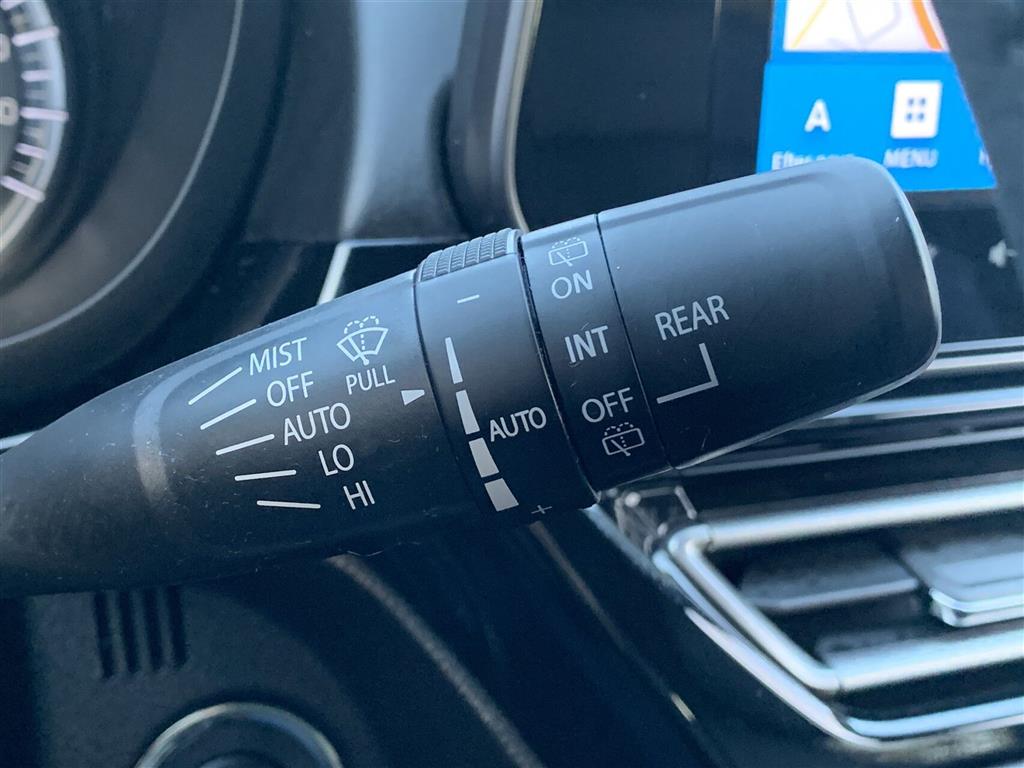 A
MENU
MIST
OFF
AUTO
LO
HI
PULL
−
AUTO
+
ON
INT
OFF
REAR